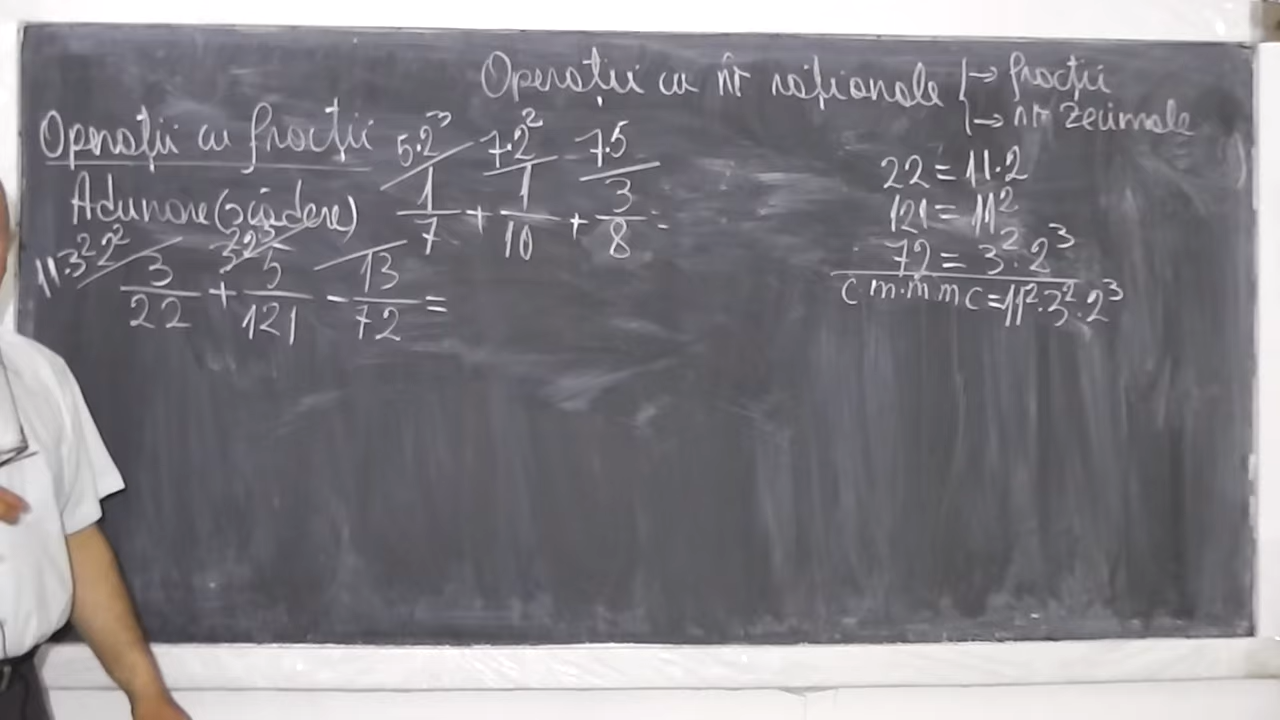 Operații cu nr raționale → fracții
→ nr zecimale
Operații cu fracții
Adunare (scădere)
5·2³ 7·2² 7·5
1/7 + 1/10 + 3/8 =
11·3²·2² 3²·2³
3/22 + 5/121 - 13/72 =
22 = 11·2
121 = 11²
72 = 3²·2³
c m·m m c = 11²·3²·2³